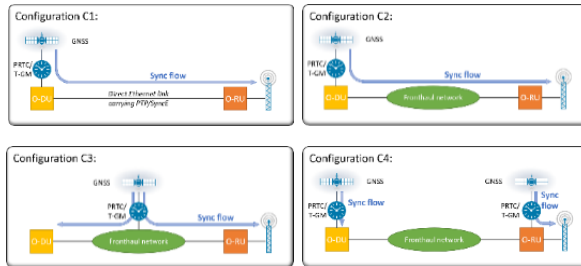 Configuration C1:
GNSS
PRTC/
T-GM
Sync flow
Direct Ethernet link
carrying PTP/SyncE
O-DU
O-RU
Configuration C2:
GNSS
PRTC/
T-GM
Sync flow
O-DU
Fronthaul network
O-RU
Configuration C3:
GNSS
PRTC/
T-GM
Sync flow
O-DU
Fronthaul network
O-RU
Configuration C4:
GNSS
GNSS
PRTC/
T-GM
Sync flow
PRTC/
T-GM
Sync
flow
O-DU
Fronthaul network
O-RU